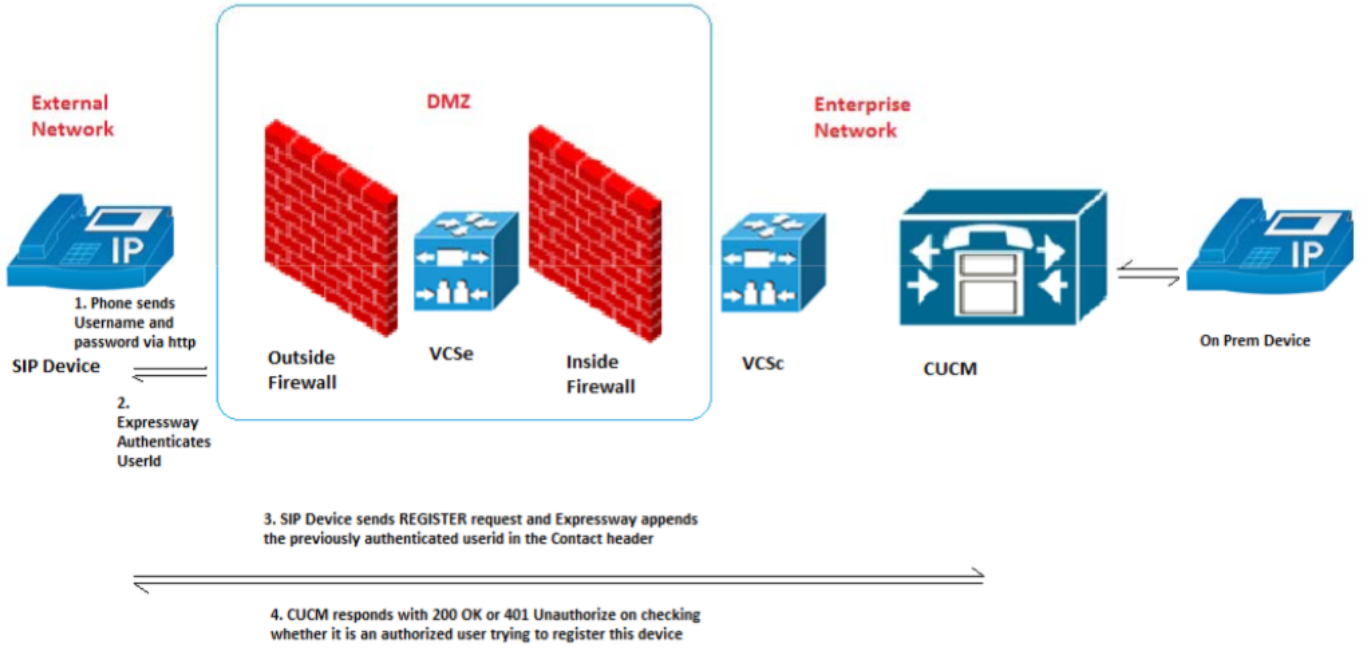 External
Network
DMZ
Enterprise
Network
IP
IP
1. Phone sends
Username and
password via http
SIP Device
Outside
Firewall
VCSe
Inside
Firewall
VCSc
CUCM
On Prem Device
2.
Expressway
Authenticates
UserId
3. SIP Device sends REGISTER request and Expressway appends
the previously authenticated userid in the Contact header
4. CUCM responds with 200 OK or 401 Unauthorize on checking
whether it is an authorized user trying to register this device